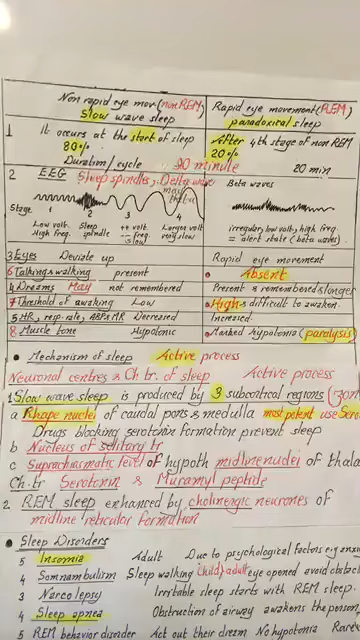 Non rapid eye mov.(non REM)
Slow wave sleep
Rapid eye movement (REM)
paradoxical sleep
1 It occurs at the start of sleep
80%
Duration/cycle 90 minute
After 4th stage of non REM
20%
20 min
2 EEG Sleep spindles, Delta wave
Beta waves
Stage 1 2 3 4
Low volt. High freq.
Sleep spindle
++ volt. -- freq. slow
Largest volt very slow
irregular, low volt, high freq.
= alert state (beta waves)
3 Eyes Deviate up Rapid eye movement
6 Talking & walking present Absent
4 Dreams May not remembered Present & remembered & longer
7 Threshold of awaking Low High & difficult to awaken
5 HR, resp. rate, ABP & MR Decreased Increased
8 Muscle tone Hypotonic Marked hypotonia (paralysis)
Mechanism of sleep Active process
Neuronal centres & Ch. tr. of sleep Active process
1 Slow wave sleep is produced by 3 subcortical regions
a Rhape nuclei of caudal pons & medulla most potent use
Drugs blocking serotonin formation prevent sleep
b Nucleus of solitary tr
c Suprachiasmatic level of hypoth midline nuclei of
Ch tr Serotonin & Muramyl peptide
2. REM sleep enhanced by cholinergic neurones of
midline reticular formation
Sleep Disorders
5 Insomia Adult Due to psychological factors eg
4 Somnambulism Sleep walking child, adult eye opened avoid
3 Narcolepsy Irristable sleep starts with REM sleep.
4 Sleep apnea Obstruction of airway awakens the
5 REM behavior disorder Act out their dream No hypotonia